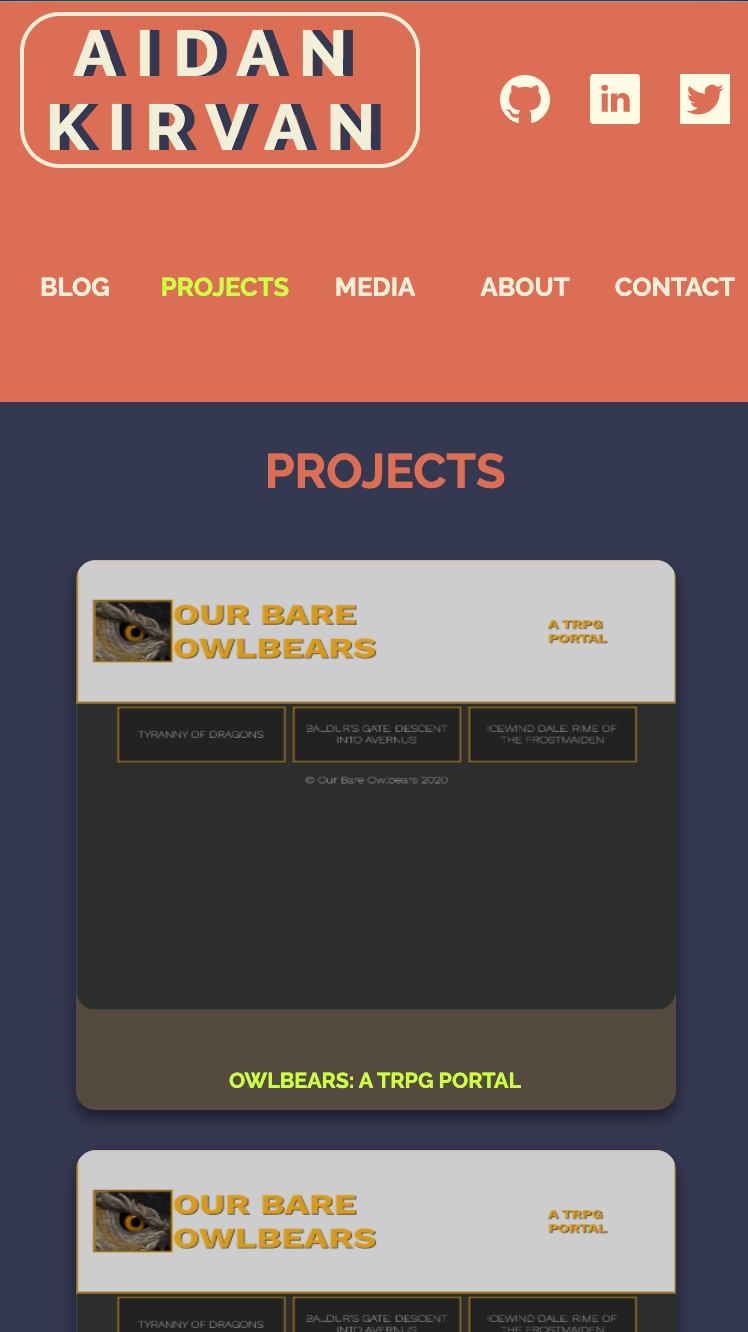 AIDAN
KIRVAN
in
BLOG PROJECTS MEDIA ABOUT CONTACT
PROJECTS
OUR BARE
OWLBEARS
A TRPG
PORTAL
TYRANNY OF DRAGONS
BALDUR'S GATE: DESCENT
INTO AVERNUS
ICEWIND DALE: RIME OF
THE FROSTMAIDEN
© Our Bare Owlbears 2020
OWLBEARS: A TRPG PORTAL
OUR BARE
OWLBEARS
A TRPG
PORTAL
TYRANNY OF DRAGONS
BALDUR'S GATE: DESCENT
INTO AVERNUS
ICEWIND DALE: RIME OF
THE FROSTMAIDEN